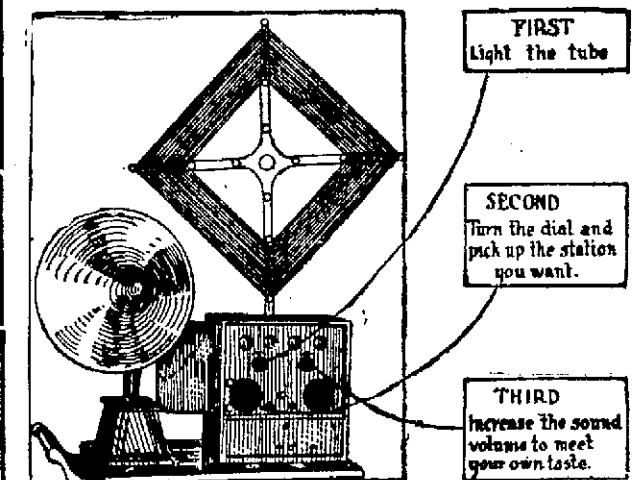 FIRST
Light the tube
SECOND
Turn the dial and
pick up the station
you want.
THIRD
Increase the sound
volume to meet
your own taste.